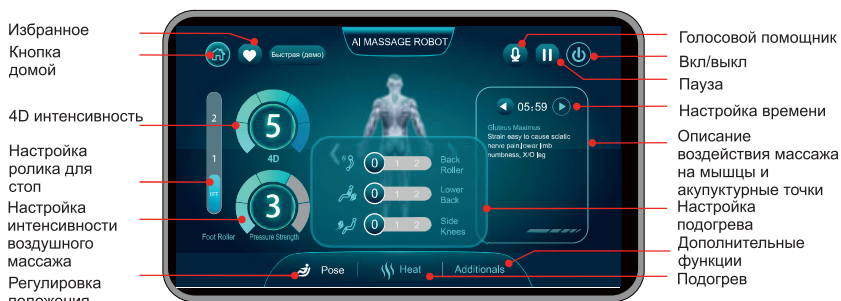 Избранное
Кнопка
домой
4D интенсивность
Настройка
ролика для
стоп
Настройка
интенсивности
воздушного
массажа
Регулировка
положения
Быстрая (демо)
AI MASSAGE ROBOT
2
1
OFF
Foot Roller
5
4D
3
Pressure Strength
0 1 2 Back
Roller
0 1 2 Lower
Back
0 1 2 Side
Knees
05:59
Gluteus Maximus
Strain easy to cause sciatic
nerve pain,lower limb
numbness, X/O leg
Pose
Heat
Additionals
Голосовой помощник
Вкл/выкл
Пауза
Настройка времени
Описание
воздействия массажа
на мышцы и
акупуктурные точки
Настройка
подогрева
Дополнительные
функции
Подогрев